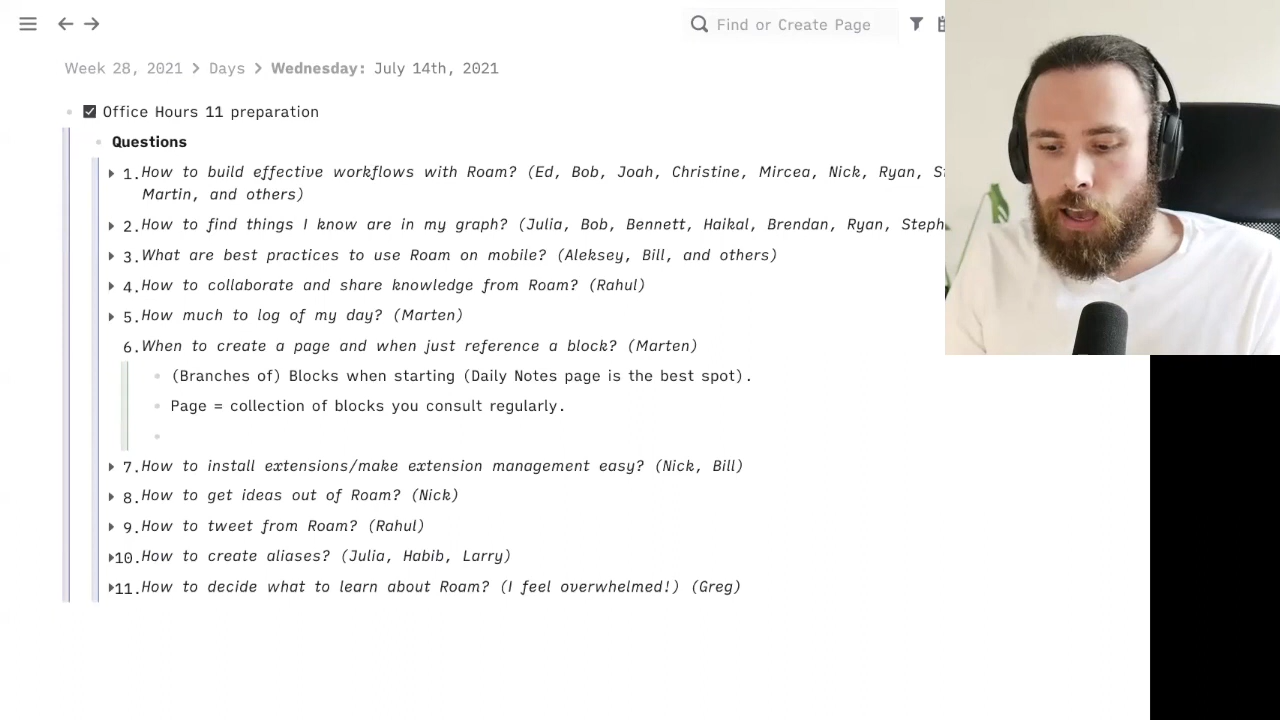 Find or Create Page
Week 28, 2021 > Days > Wednesday: July 14th, 2021
Office Hours 11 preparation
Questions
1. How to build effective workflows with Roam? (Ed, Bob, Joah, Christine, Mircea, Nick, Ryan,
Martin, and others)
2. How to find things I know are in my graph? (Julia, Bob, Bennett, Haikal, Brendan, Ryan, Steph
3. What are best practices to use Roam on mobile? (Aleksey, Bill, and others)
4. How to collaborate and share knowledge from Roam? (Rahul)
5. How much to log of my day? (Marten)
6. When to create a page and when just reference a block? (Marten)
(Branches of) Blocks when starting (Daily Notes page is the best spot).
Page = collection of blocks you consult regularly.
7. How to install extensions/make extension management easy? (Nick, Bill)
8. How to get ideas out of Roam? (Nick)
9. How to tweet from Roam? (Rahul)
10. How to create aliases? (Julia, Habib, Larry)
11. How to decide what to learn about Roam? (I feel overwhelmed!) (Greg)